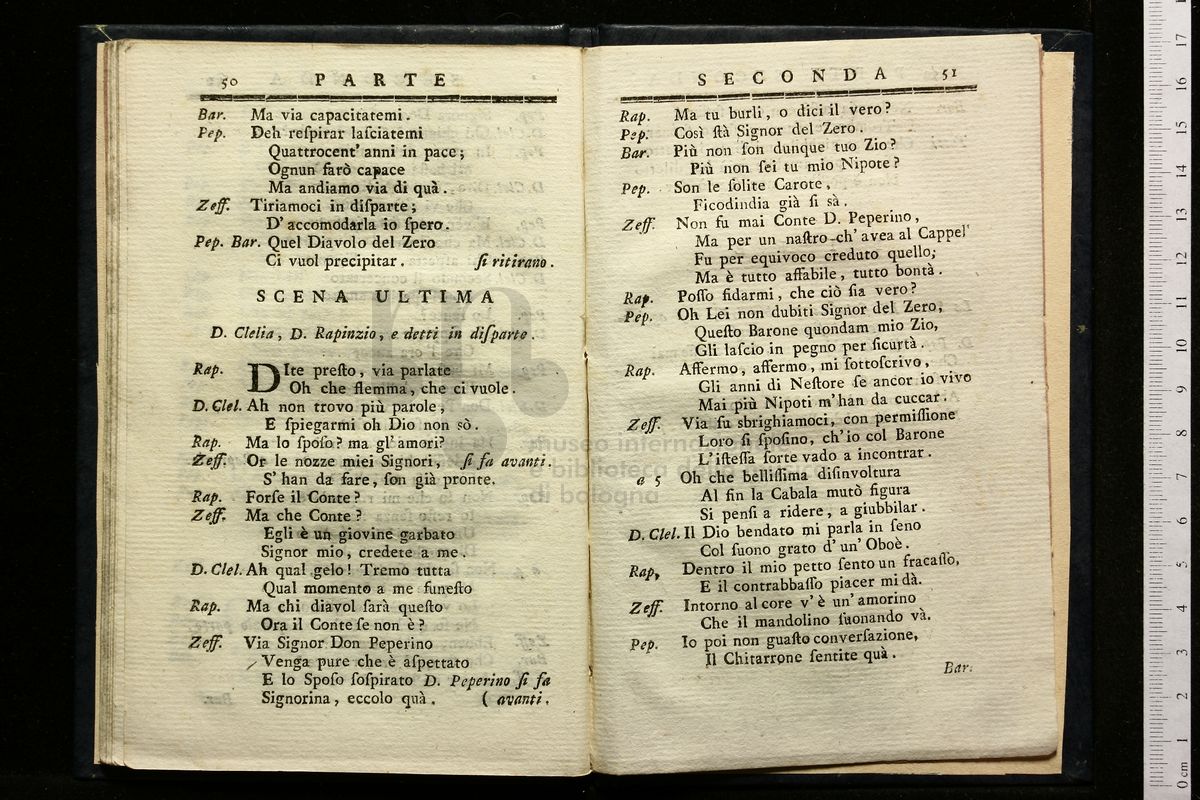 50 PARTE
Bar. Ma via capacitatemi.
Pep. Deh reſpirar laſciatemi
Quattrocent' anni in pace;
Ognun farò capace
Ma andiamo via di quà.
Zeff. Tiriamoci in diſparte;
D' accomodarla io ſpero.
Pep. Bar. Quel Diavolo del Zero
Ci vuol precipitar. ſi ritirano.
SCENA ULTIMA
D. Clelia, D. Rapinzio, e detti in diſparte.
Rap. DIte preſto, via parlate
Oh che flemma, che ci vuole.
D. Clel. Ah non trovo più parole,
E ſpiegarmi oh Dio non sò.
Rap. Ma lo ſpoſo? ma gl' amori?
Zeff. Or le nozze miei Signori, ſi fa avanti.
S' han da fare, ſon già pronte.
Rap. Forſe il Conte?
Zeff. Ma che Conte?
Egli è un giovine garbato
Signor mio, credete a me.
D. Clel. Ah qual gelo! Tremo tutta
Qual momento a me funeſto
Rap. Ma chi diavol ſarà queſto
Ora il Conte ſe non è?
Zeff. Via Signor Don Peperino
Venga pure che è aſpettato
E lo Spoſo ſoſpirato D. Peperino ſi fa
Signorina, eccolo quà. ( avanti.
SECONDA 51
Rap. Ma tu burli, o dici il vero?
Pep. Così ſtà Signor del Zero.
Bar. Più non ſon dunque tuo Zio?
Più non ſei tu mio Nipote?
Pep. Son le ſolite Carote,
Ficodindia già ſi sà.
Zeff. Non fu mai Conte D. Peperino,
Ma per un naſtro ch' avea al Cappel'
Fu per equivoco creduto quello;
Ma è tutto affabile, tutto bontà.
Rap. Poſſo fidarmi, che ciò ſia vero?
Pep. Oh Lei non dubiti Signor del Zero,
Queſto Barone quondam mio Zio,
Gli laſcio in pegno per ſicurtà.
Rap. Affermo, affermo, mi ſottoſcrivo,
Gli anni di Neſtore ſe ancor io vivo
Mai più Nipoti m' han da cuccar.
Zeff. Via ſu sbrighiamoci, con permiſſione
Loro ſi ſpoſino, ch' io col Barone
L' iſteſſa ſorte vado a incontrar.
a 5 Oh che belliſſima diſinvoltura
Al fin la Cabala mutò figura
Si penſi a ridere, a giubbilar.
D. Clel. Il Dio bendato mi parla in ſeno
Col ſuono grato d' un' Oboè.
Rap. Dentro il mio petto ſento un fracaſſo,
E il contrabbaſſo piacer mi dà.
Zeff. Intorno al core v' è un' amorino
Che il mandolino ſuonando và.
Pep. Io poi non guaſto converſazione,
Il Chitarrone ſentite quà.
Bar.